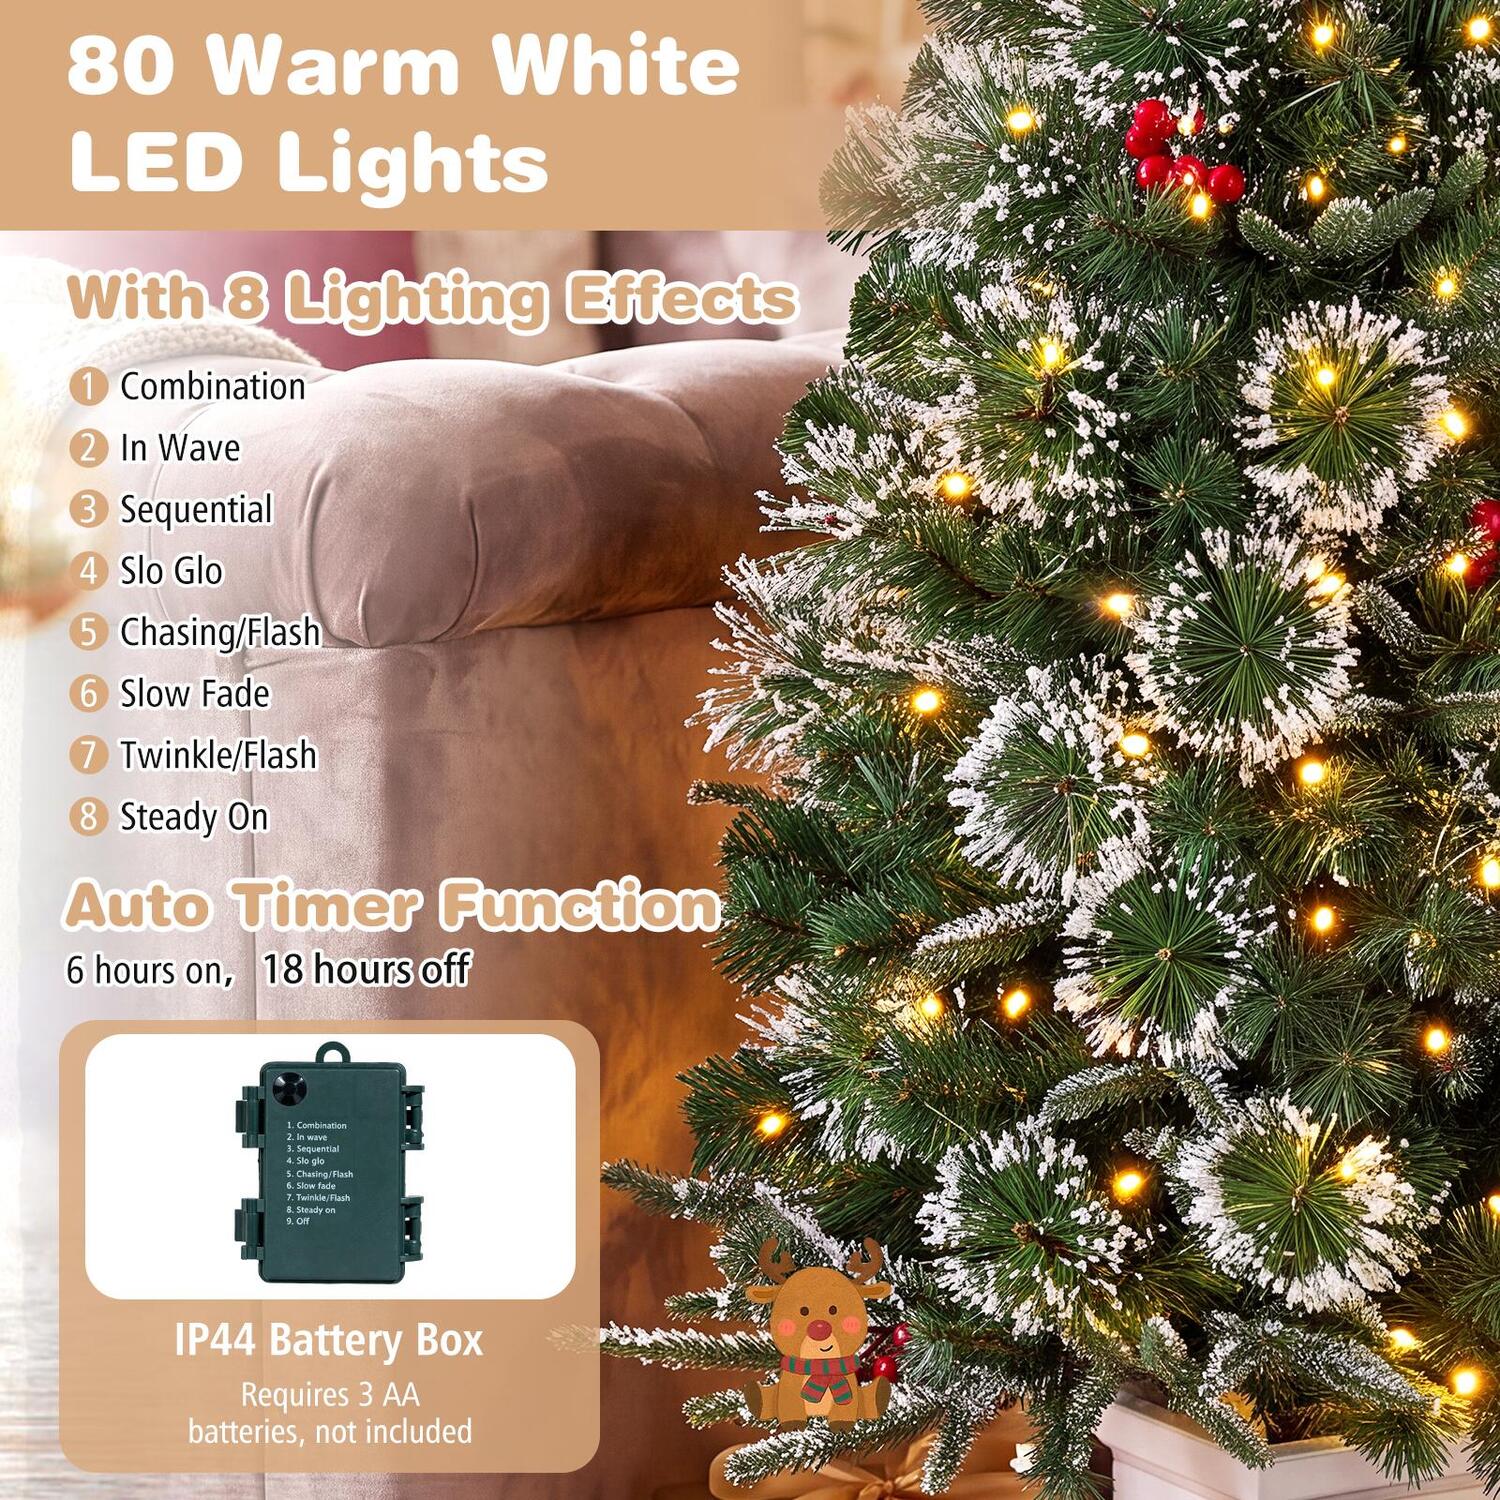 80 Warm White
LED Lights
With 8 Lighting Effects
1 Combination
2 In Wave
3 Sequential
4 Slo Glo
5 Chasing/Flash
6 Slow Fade
7 Twinkle/Flash
8 Steady On
Auto Timer Function
6 hours on, 18 hours off
1. Combination
2. In wave
3. Sequential
4. Slo glo
5. Chasing/Flash
6. Slow fade
7. Twinkle/Flash
8. Steady on
9. Off
IP44 Battery Box
Requires 3 AA
batteries, not included